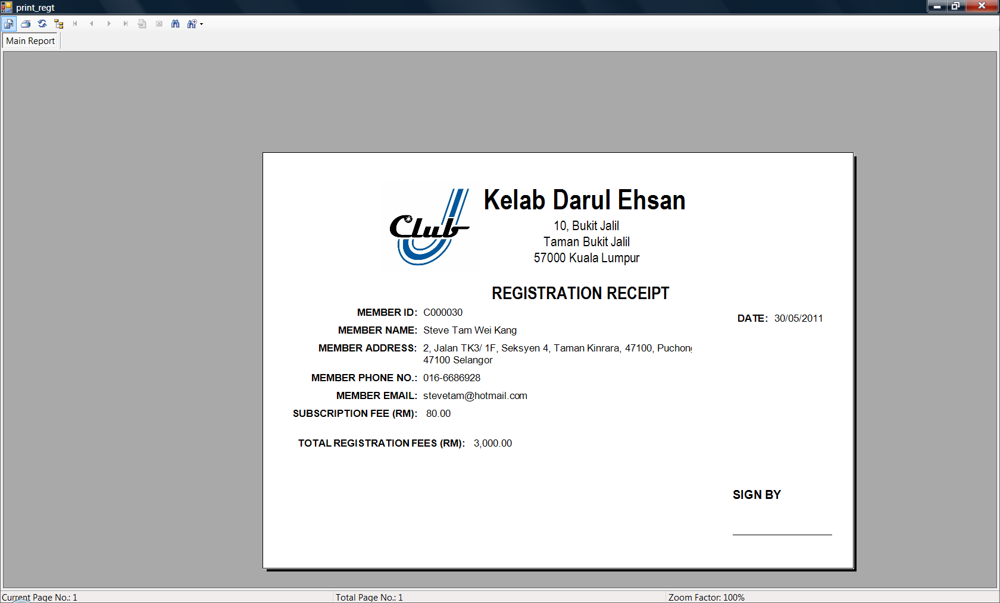 print_regt
Main Report
Club
Kelab Darul Ehsan
10, Bukit Jalil
Taman Bukit Jalil
57000 Kuala Lumpur
REGISTRATION RECEIPT
MEMBER ID: C000030
DATE: 30/05/2011
MEMBER NAME: Steve Tam Wei Kang
MEMBER ADDRESS: 2, Jalan TK3/ 1F, Seksyen 4, Taman Kinrara, 47100, Puchong
47100 Selangor
MEMBER PHONE NO.: 016-6686928
MEMBER EMAIL: stevetam@hotmail.com
SUBSCRIPTION FEE (RM): 80.00
TOTAL REGISTRATION FEES (RM): 3,000.00
SIGN BY
Current Page No.: 1
Total Page No.: 1
Zoom Factor: 100%